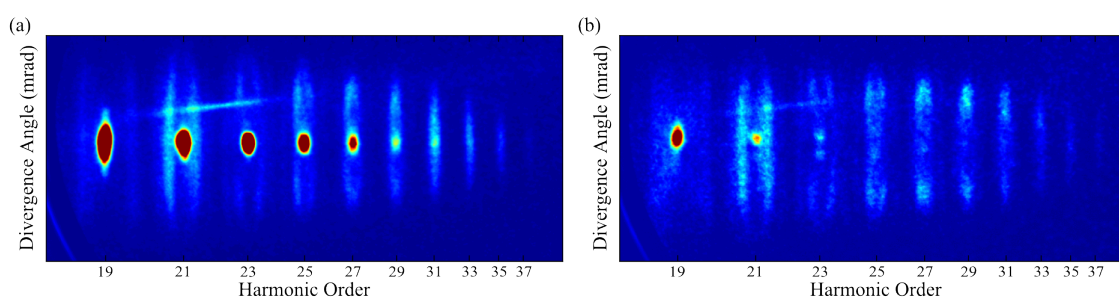 (a)
Divergence Angle (mrad)
19 21 23 25 27 29 31 33 35 37
Harmonic Order
(b)
Divergence Angle (mrad)
19 21 23 25 27 29 31 33 35 37
Harmonic Order